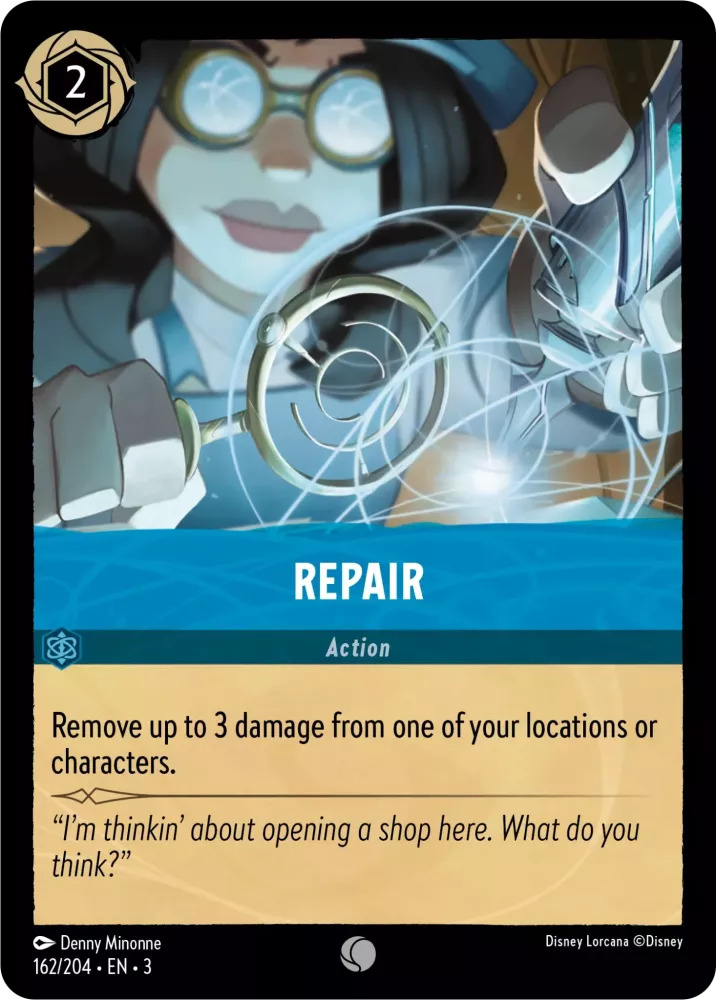 2
REPAIR
Action
Remove up to 3 damage from one of your locations or
characters.
“I’m thinkin’ about opening a shop here. What do you
think?”
Denny Minonne
Disney Lorcana ©Disney
162/204 • EN • 3